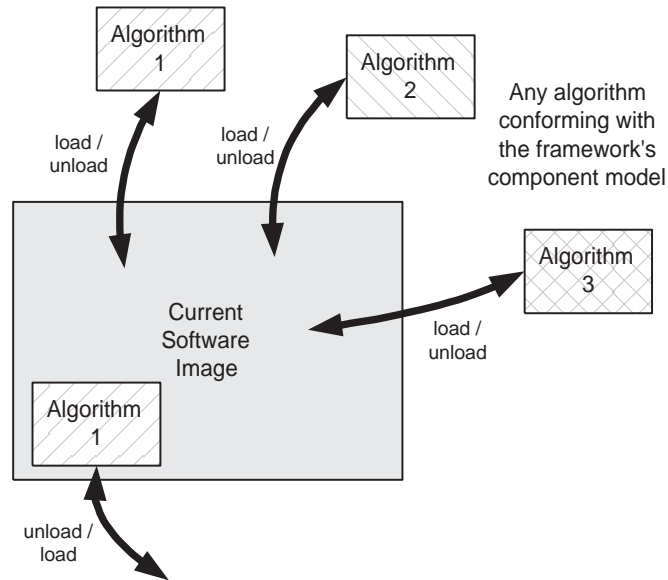 Algorithm
1
Algorithm
2
Any algorithm
conforming with
the framework's
component model
load /
unload
load /
unload
Algorithm
3
Current
Software
Image
load /
unload
Algorithm
1
unload /
load